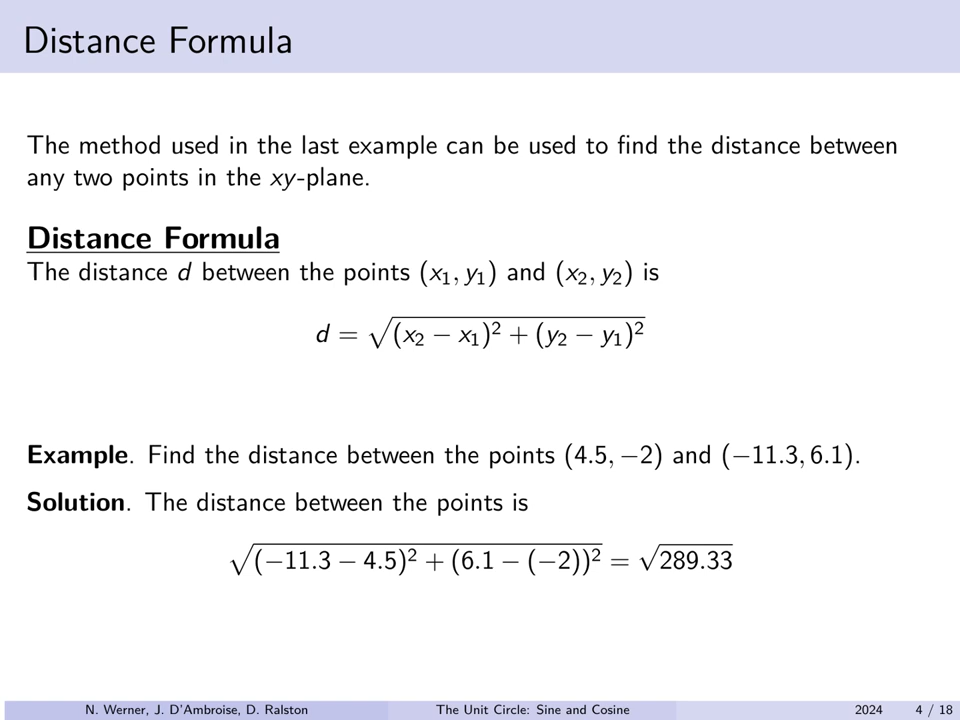 Distance Formula
The method used in the last example can be used to find the distance between
any two points in the xy-plane.
Distance Formula
The distance d between the points (x₁, y₁) and (x₂, y₂) is
d = √((x₂ − x₁)² + (y₂ − y₁)²)
Example. Find the distance between the points (4.5, −2) and (−11.3, 6.1).
Solution. The distance between the points is
√((−11.3 − 4.5)² + (6.1 − (−2))²) = √289.33
N. Werner, J. D'Ambroise, D. Ralston The Unit Circle: Sine and Cosine 2024 4 / 18